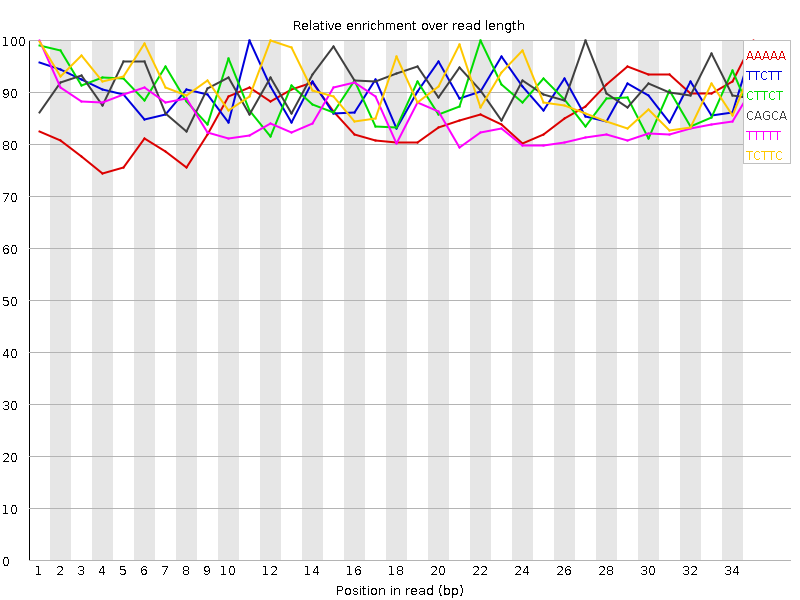 Relative enrichment over read length
100
90
80
70
60
50
40
30
20
10
0
AAAAA
TTCTT
CTTCT
CAGCA
TTTTT
TCTTC
1 2 3 4 5 6 7 8 9 10 12 14 16 18 20 22 24 26 28 30 32 34
Position in read (bp)